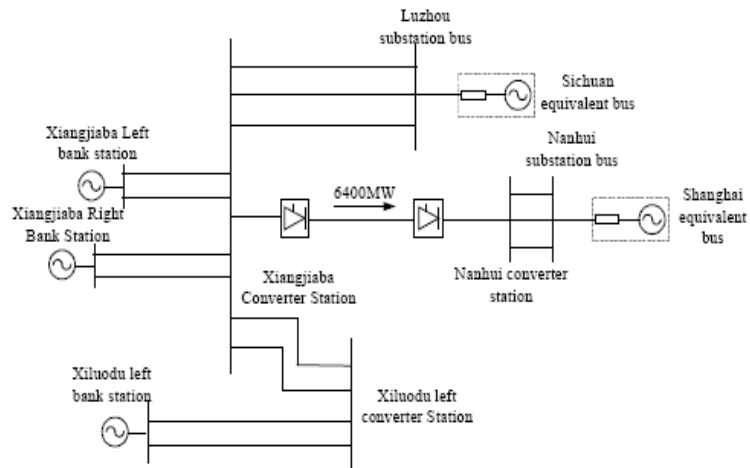 Luzhou
substation bus
Sichuan
equivalent bus
Xiangjiaba Left
bank station
Nanhui
substation bus
6400MW
Shanghai
equivalent
bus
Xiangjiaba Right
Bank Station
Xiangjiaba
Converter Station
Nanhui converter
station
Xiluodu left
bank station
Xiluodu left
converter Station